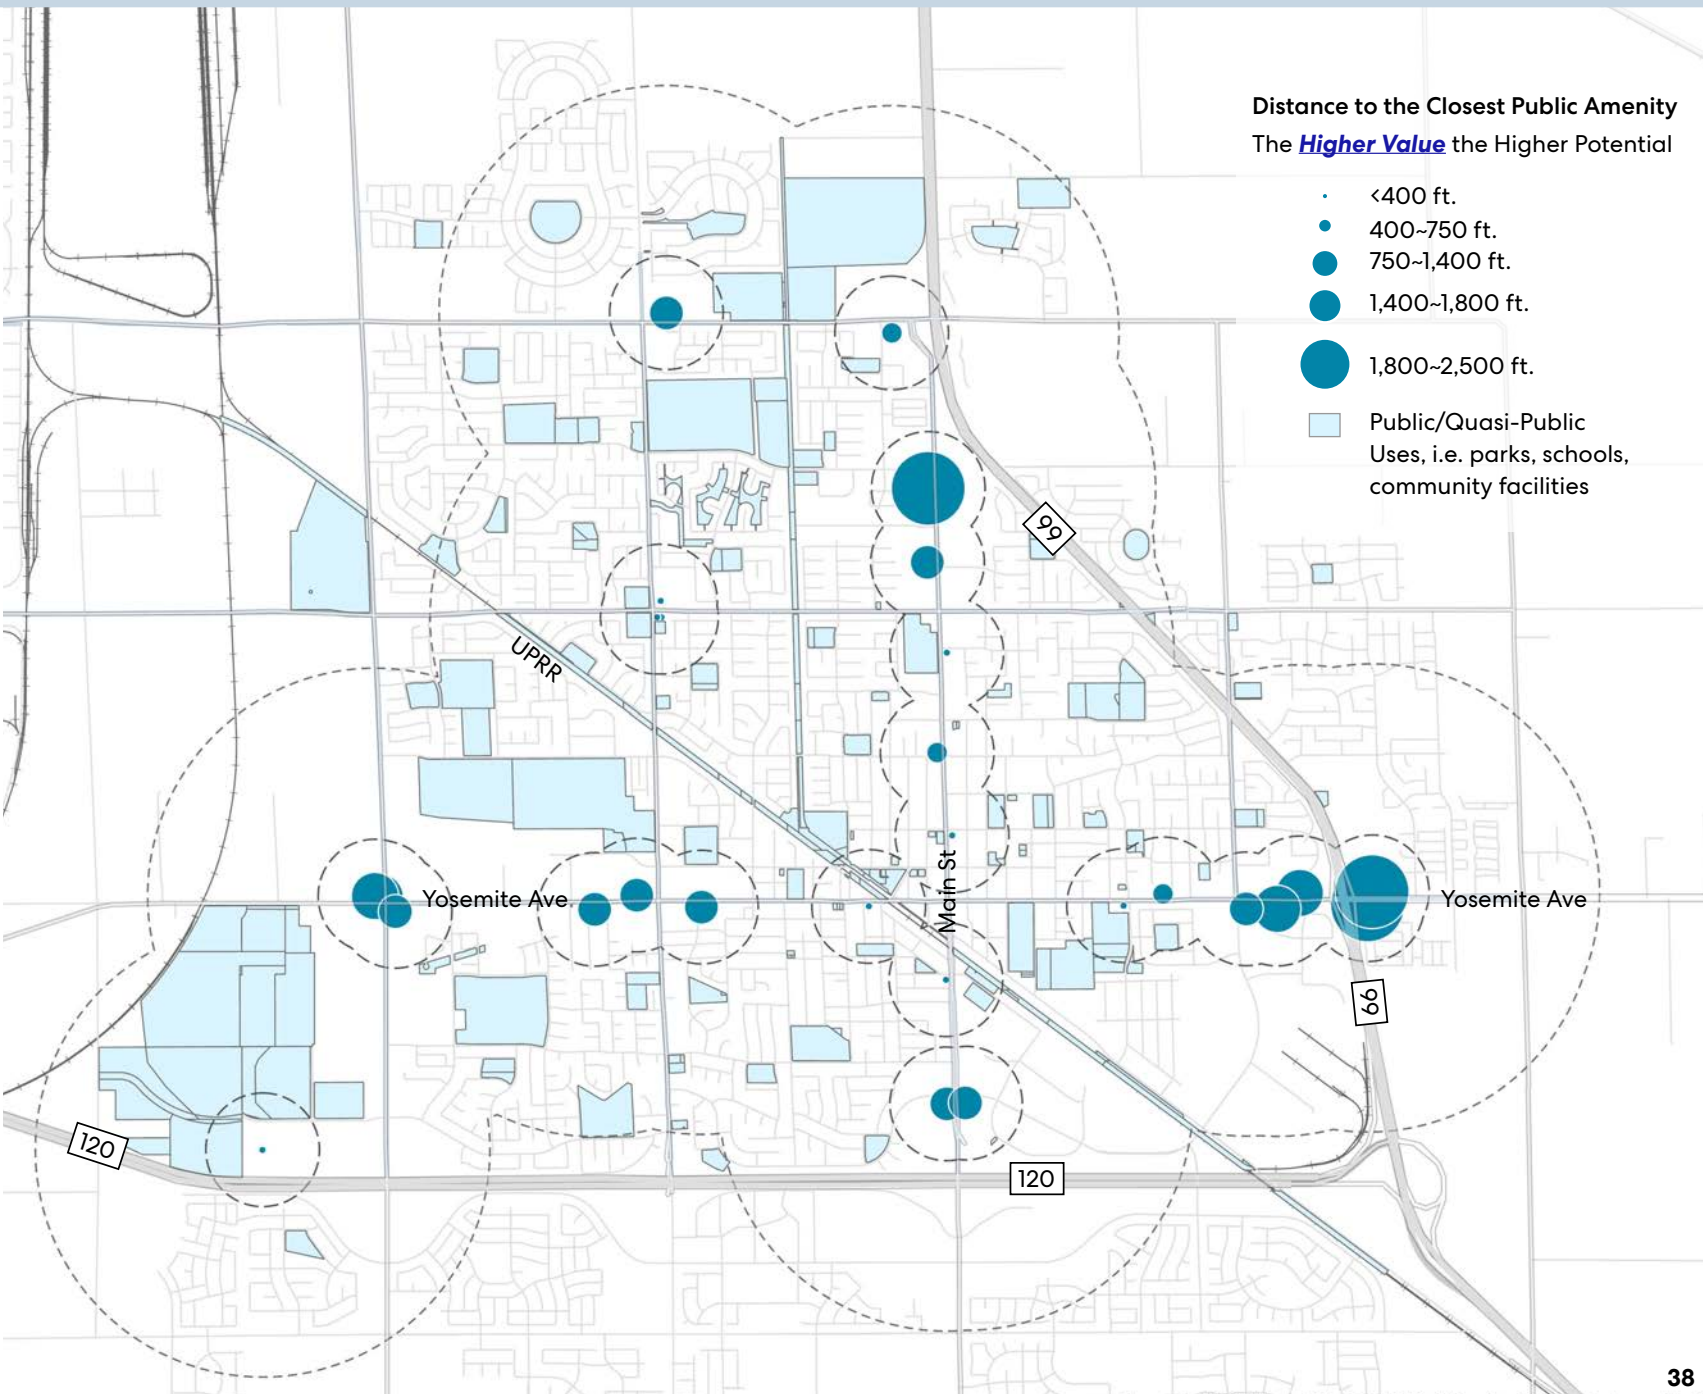 Distance to the Closest Public Amenity
The Higher Value the Higher Potential
<400 ft.
400~750 ft.
750~1,400 ft.
1,400~1,800 ft.
1,800~2,500 ft.
Public/Quasi-Public
Uses, i.e. parks, schools,
community facilities
99
UPRR
Main St
Yosemite Ave.
Yosemite Ave
99
120
120
38